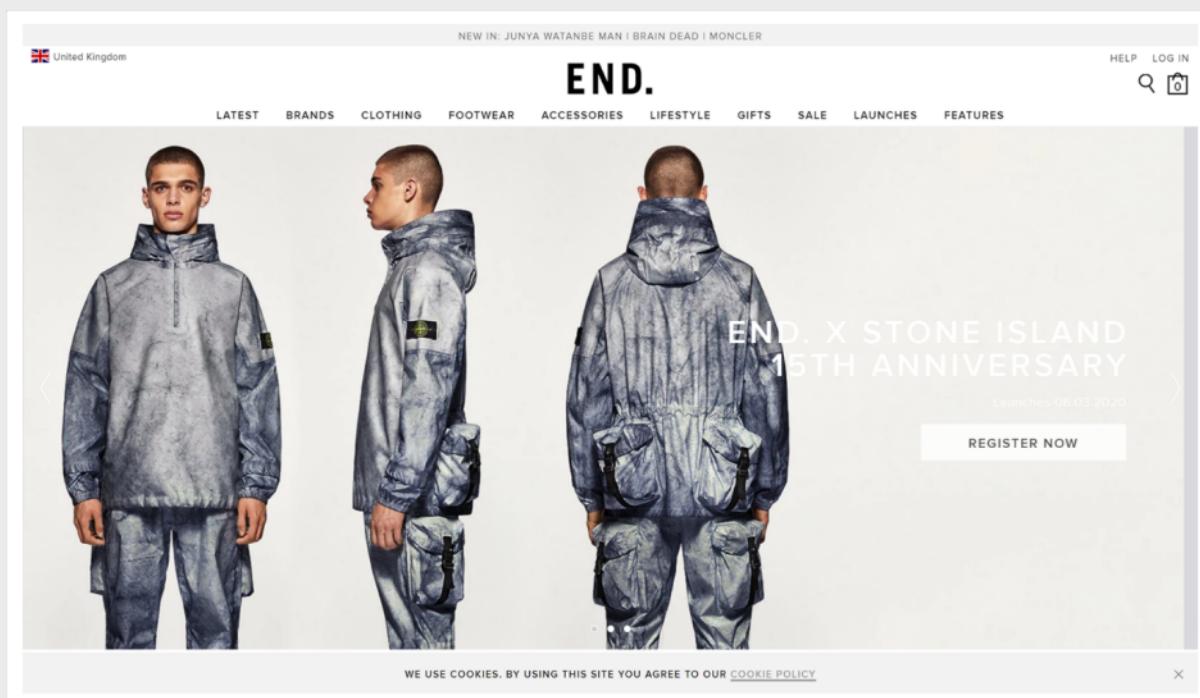 NEW IN: JUNYA WATANBE MAN | BRAIN DEAD | MONCLER
United Kingdom
HELP LOG IN
END.
0
LATEST BRANDS CLOTHING FOOTWEAR ACCESSORIES LIFESTYLE GIFTS SALE LAUNCHES FEATURES
END. X STONE ISLAND
15TH ANNIVERSARY
Launches 06.03.2020
REGISTER NOW
WE USE COOKIES. BY USING THIS SITE YOU AGREE TO OUR COOKIE POLICY